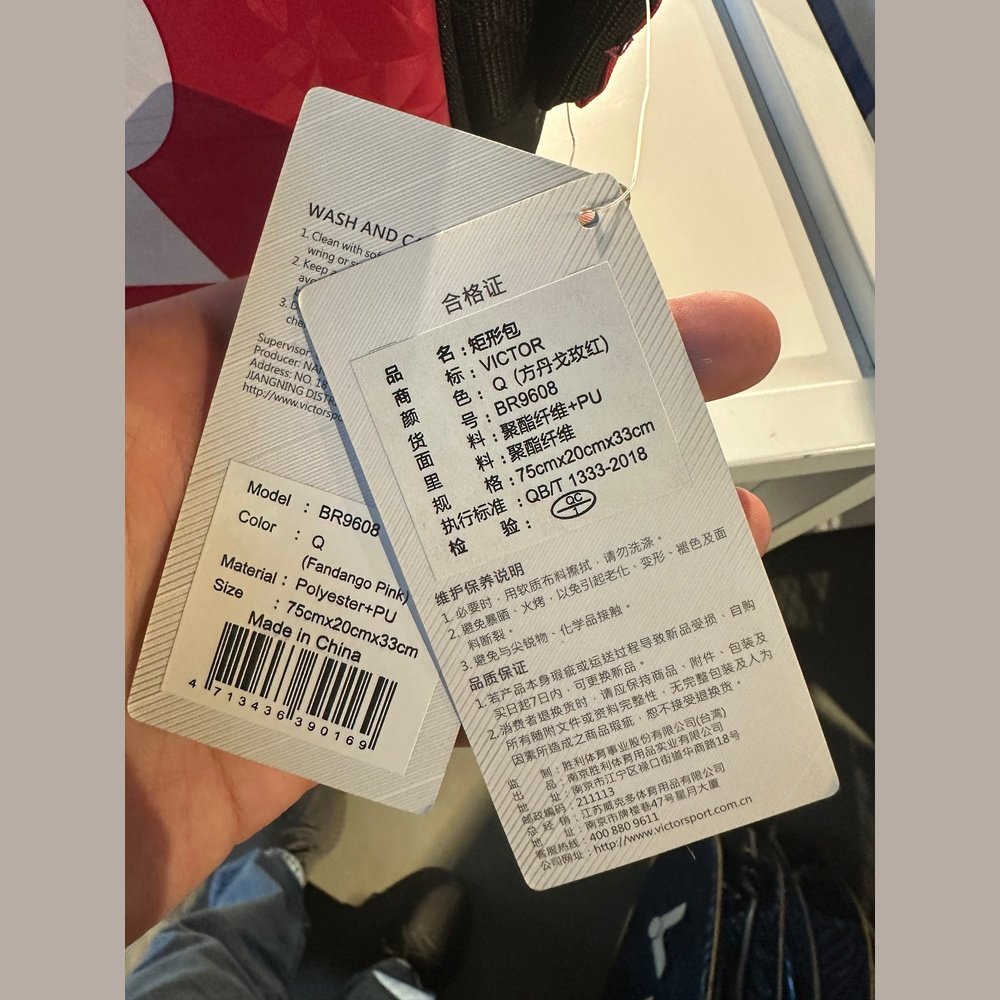 WASH AND
1. Clean with
wring or
2. Keep
3.
Supervisor:
Producer:
Address: NO. 18
JIANGNING
http://www.victorspo
Model : BR9608
Color : Q
(Fandango Pink)
Material : Polyester+PU
Size : 75cmx20cmx33cm
Made in China
4 713436 390169
合格证
品 名：矩形包
商 标：VICTOR
颜 色：Q（方丹戈玫红）
货 号：BR9608
面 料：聚酯纤维+PU
里 料：聚酯纤维
规 格：75cmx20cmx33cm
执行标准：QB/T 1333-2018
检 验：QC
维护保养说明
1. 必要时，用软质布料擦拭，请勿洗涤。
2. 避免暴晒、火烤，以免引起老化、变形、褪色及面
料断裂。
3. 避免与尖锐物、化学品接触。
品质保证
1. 若产品本身瑕疵或运送过程导致新品受损，自购
买日起7日内，可更换新品。
2. 消费者退换货时，请应保持商品、附件、包装及
所有随附文件或资料完整性，无完整包装及人为
因素所造成之商品瑕疵，恕不接受退换货。
监 制：胜利体育事业股份有限公司(台湾)
出 品：南京胜利体育用品实业有限公司
地 址：南京市江宁区禄口街道华商路18号
邮政编码：211113
总 经 销：江苏威克多体育用品有限公司
地 址：南京市牌楼巷47号星月大厦
客服热线：400 880 9611
公司网址：http://www.victorsport.com.cn